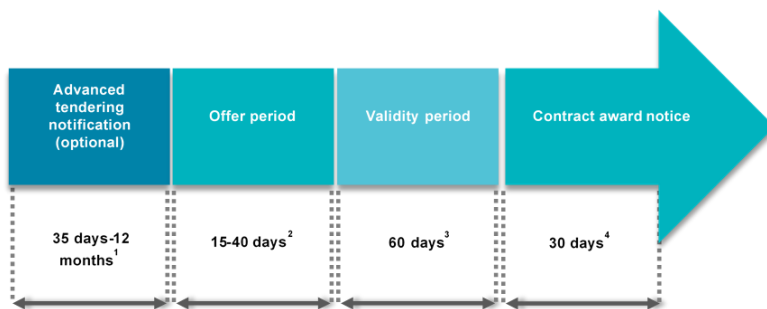 Advanced
tendering
notification
(optional)
Offer period
Validity period
Contract award notice
35 days-12
months¹
15-40 days²
60 days³
30 days⁴